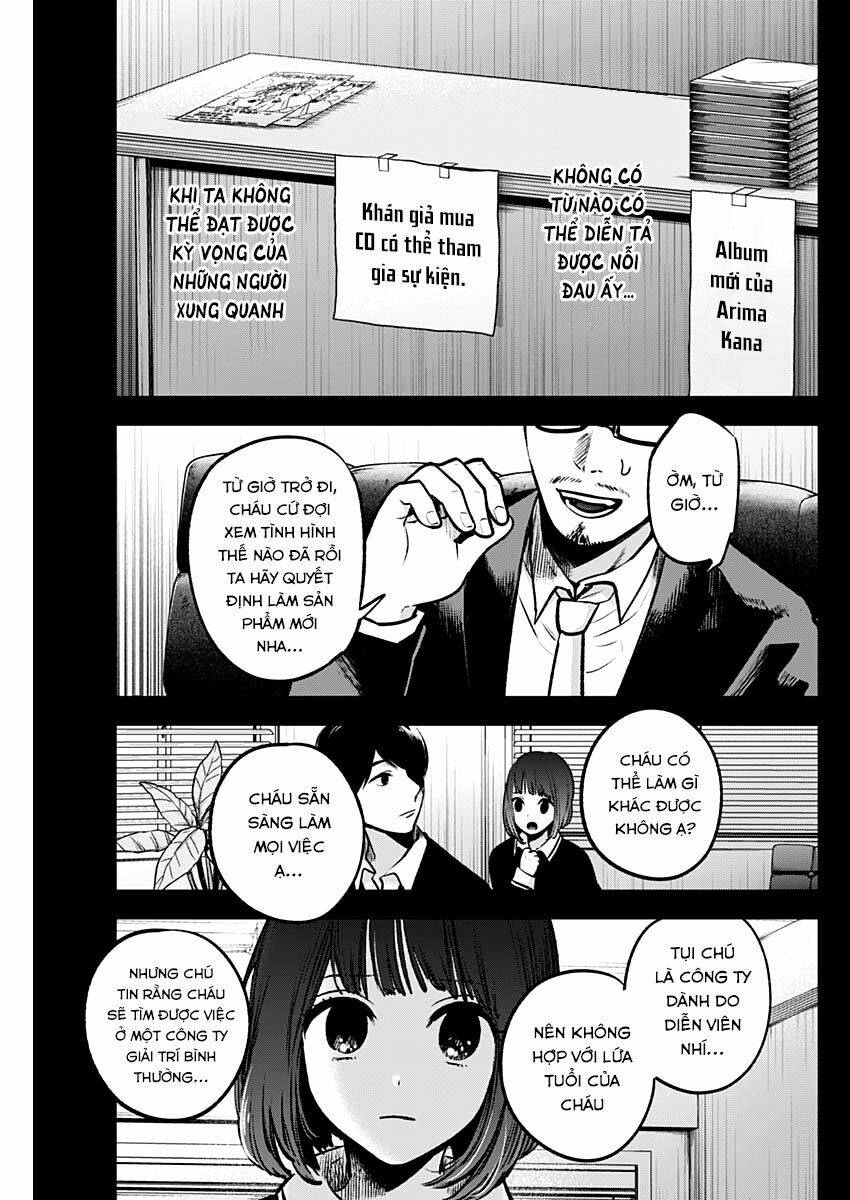 KHÔNG CÓ
TỪ NÀO CÓ
THỂ DIỄN TẢ
ĐƯỢC NỖI
ĐAU ẤY...
Album
mới của
Arima
Kana
KHI TA KHÔNG
THỂ ĐẠT ĐƯỢC
KỲ VỌNG CỦA
NHỮNG NGƯỜI
XUNG QUANH
Khán giả mua
CD có thể tham
gia sự kiện.
ỜM, TỪ
GIỜ...
TỪ GIỜ TRỞ ĐI,
CHÁU CỨ ĐỢI
XEM TÌNH HÌNH
THẾ NÀO ĐÃ RỒI
TA HÃY QUYẾT
ĐỊNH LÀM SẢN
PHẨM MỚI
NHA...
CHÁU CÓ
THỂ LÀM GÌ
KHÁC ĐƯỢC
KHÔNG Ạ?
CHÁU SẴN
SÀNG LÀM
MỌI VIỆC
Ạ...
TỤI CHÚ
LÀ CÔNG TY
DÀNH DO
DIỄN VIÊN
NHÍ...
NÊN KHÔNG
HỢP VỚI LỨA
TUỔI CỦA
CHÁU
NHƯNG CHÚ
TIN RẰNG CHÁU
SẼ TÌM ĐƯỢC VIỆC
Ở MỘT CÔNG TY
GIẢI TRÍ BÌNH
THƯỜNG...